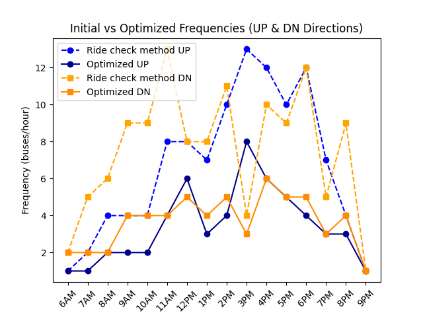 Initial vs Optimized Frequencies (UP & DN Directions)
Ride check method UP
Optimized UP
Ride check method DN
Optimized DN
Frequency (buses/hour)
12
10
8
6
4
2
6AM 7AM 8AM 9AM 10AM 11AM 12PM 1PM 2PM 3PM 4PM 5PM 6PM 7PM 8PM 9PM